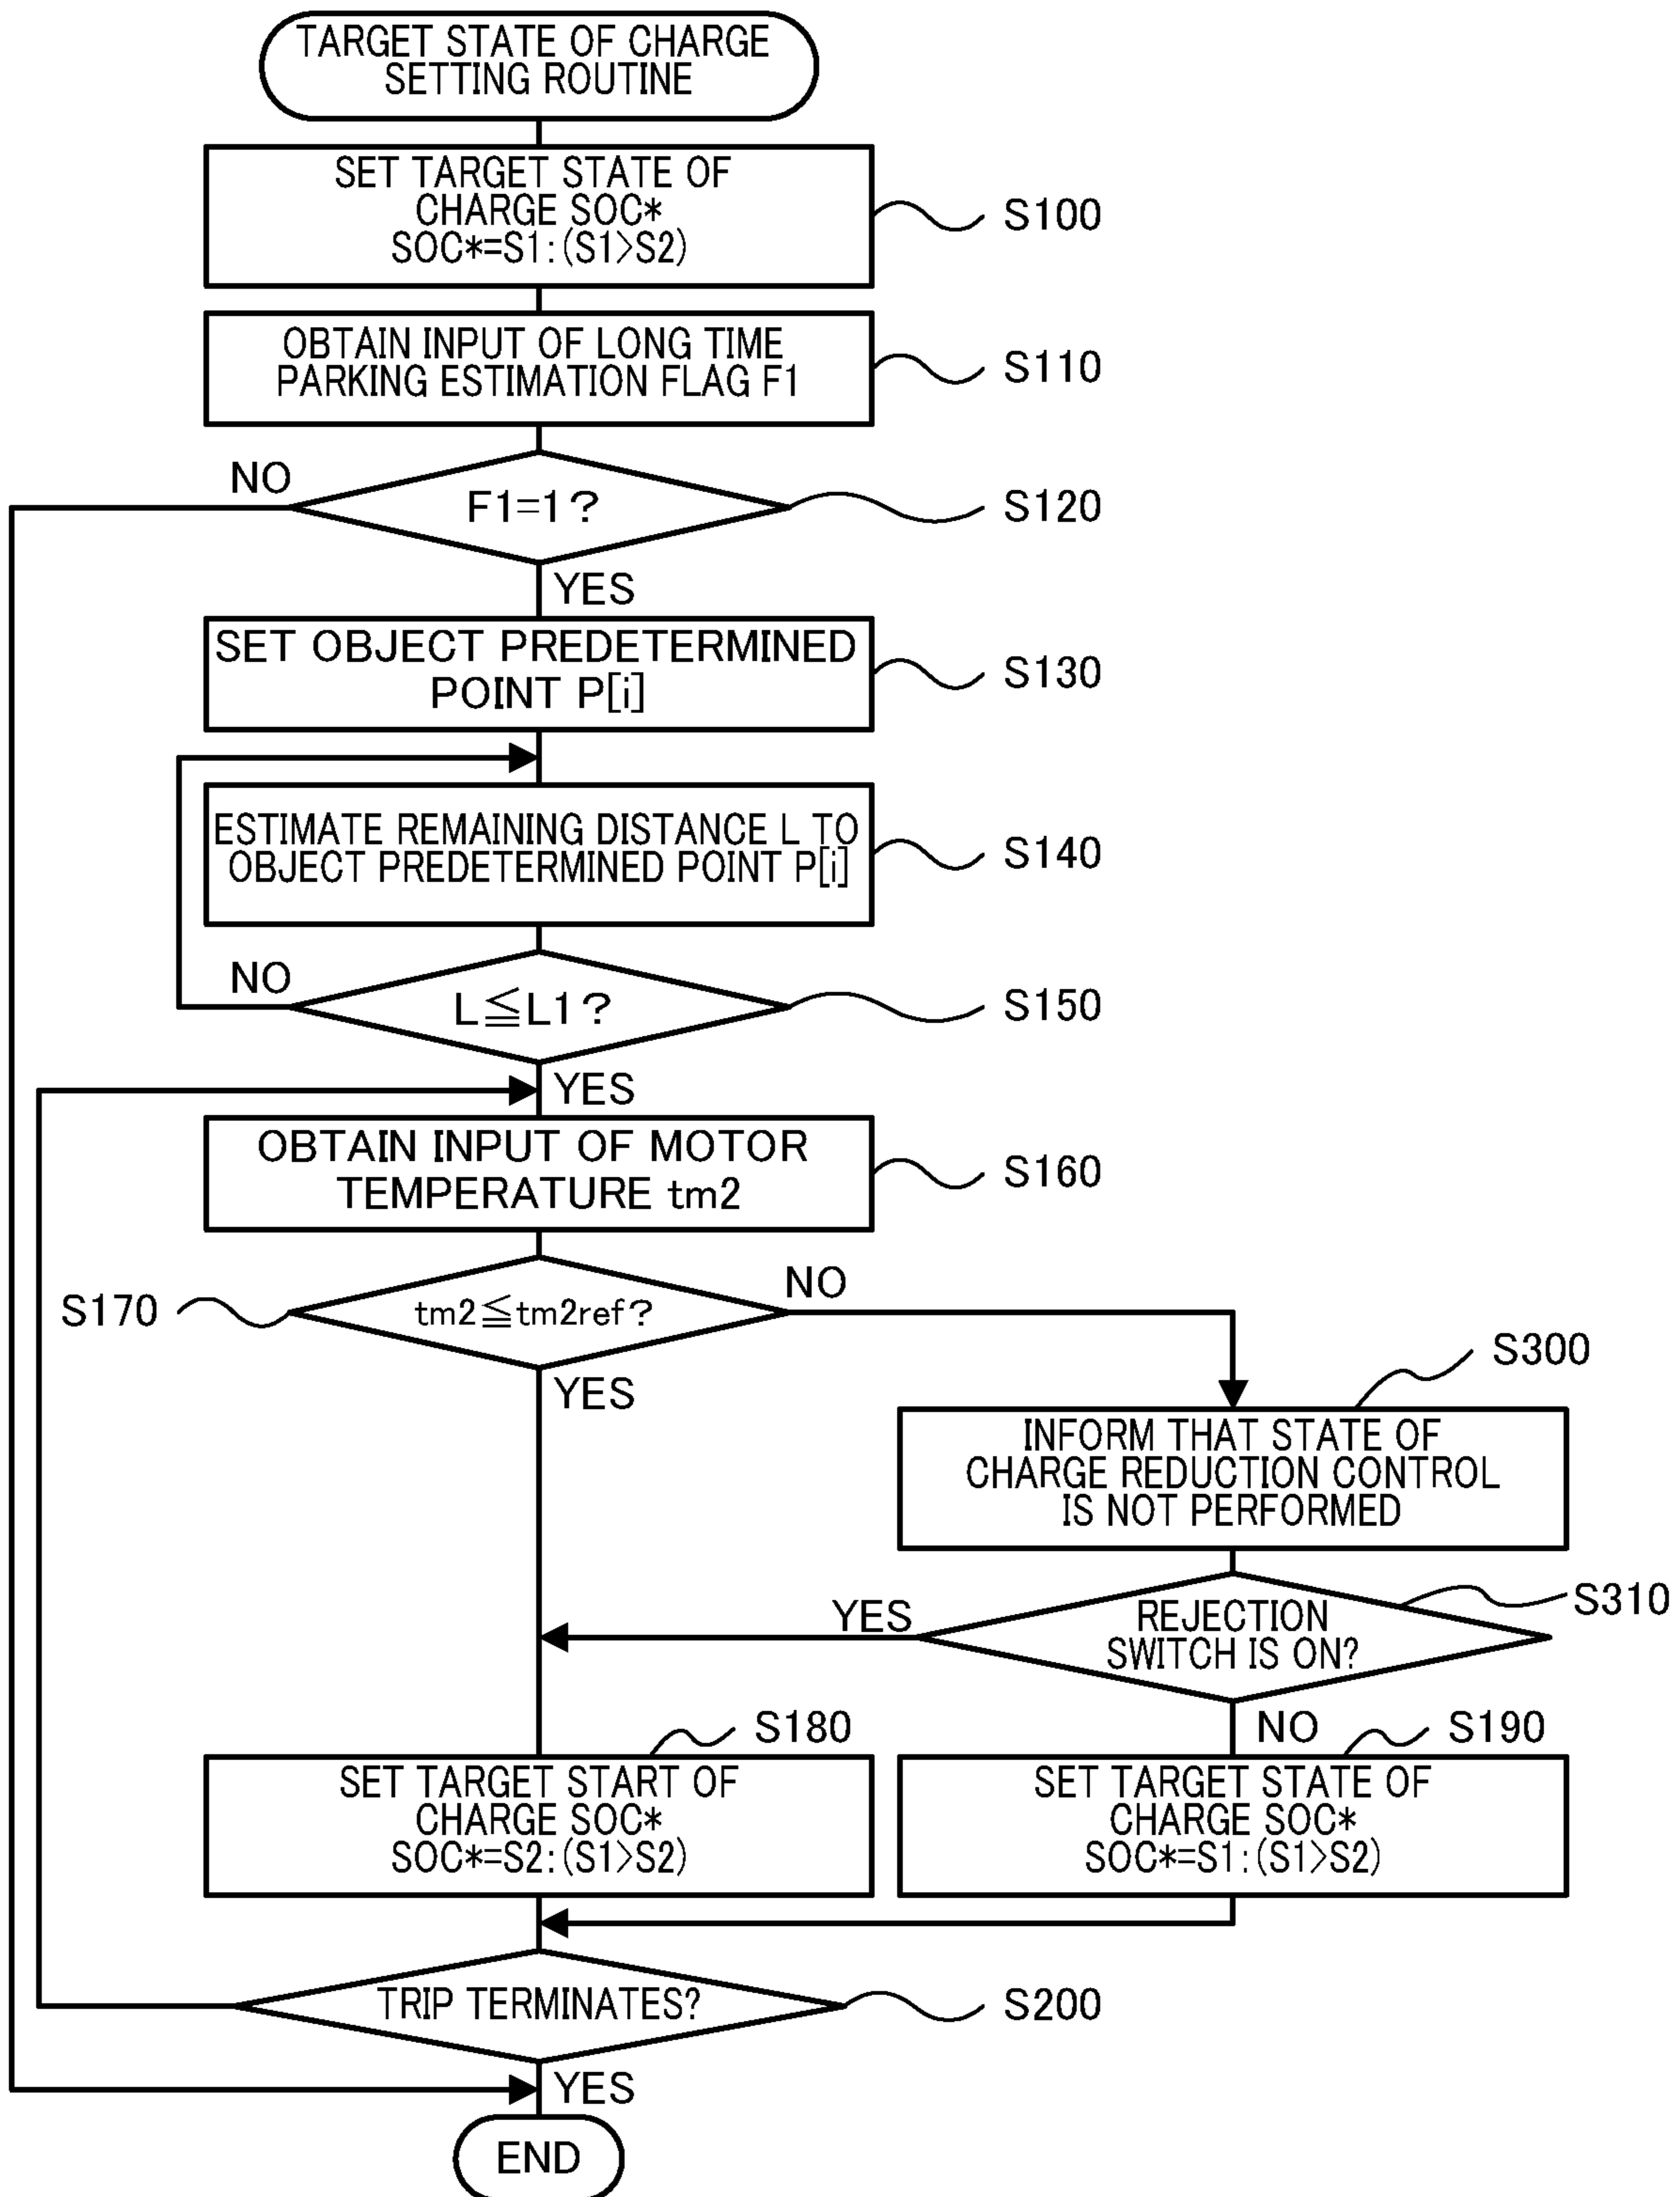 TARGET STATE OF CHARGE
SETTING ROUTINE
SET TARGET STATE OF
CHARGE SOC*
SOC*=S1:(S1>S2)
S100
OBTAIN INPUT OF LONG TIME
PARKING ESTIMATION FLAG F1
S110
NO
F1=1?
S120
YES
SET OBJECT PREDETERMINED
POINT P[i]
S130
ESTIMATE REMAINING DISTANCE L TO
OBJECT PREDETERMINED POINT P[i]
S140
NO
L≦L1?
S150
YES
OBTAIN INPUT OF MOTOR
TEMPERATURE tm2
S160
S170
tm2≦tm2ref?
NO
YES
S300
INFORM THAT STATE OF
CHARGE REDUCTION CONTROL
IS NOT PERFORMED
S310
YES
REJECTION
SWITCH IS ON?
NO
S180
SET TARGET START OF
CHARGE SOC*
SOC*=S2:(S1>S2)
S190
SET TARGET STATE OF
CHARGE SOC*
SOC*=S1:(S1>S2)
TRIP TERMINATES?
S200
YES
END